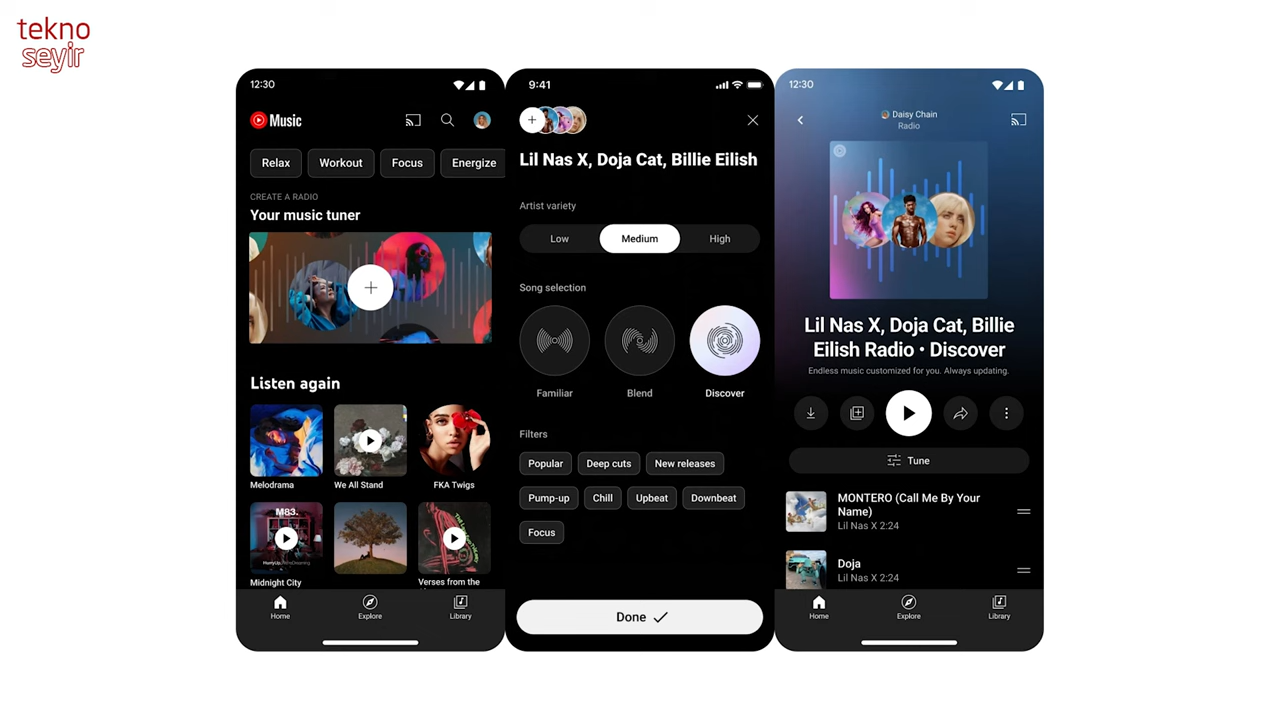 tekno
seyir
12:30
Music
Relax
Workout
Focus
Energize
CREATE A RADIO
Your music tuner
Listen again
Melodrama
We All Stand
FKA Twigs
M83.
Midnight City
Verses from the
Home
Explore
Library
9:41
Lil Nas X, Doja Cat, Billie Eilish
Artist variety
Low
Medium
High
Song selection
Familiar
Blend
Discover
Filters
Popular
Deep cuts
New releases
Pump-up
Chill
Upbeat
Downbeat
Focus
Done
12:30
Daisy Chain
Radio
Lil Nas X, Doja Cat, Billie
Eilish Radio • Discover
Endless music customized for you. Always updating.
Tune
MONTERO (Call Me By Your
Name)
Lil Nas X 2:24
Doja
Lil Nas X 2:24
Home
Explore
Library